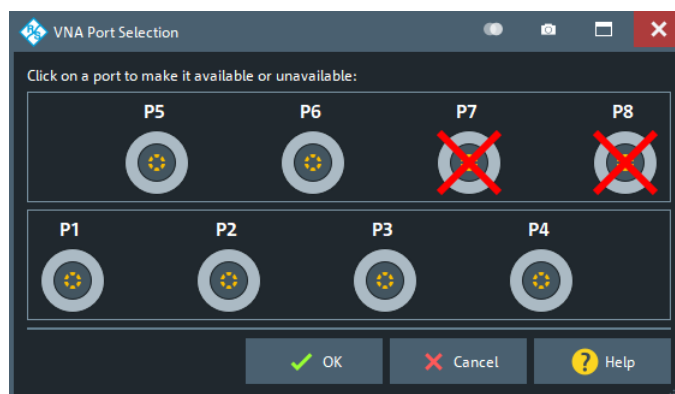 R&S VNA Port Selection
Click on a port to make it available or unavailable:
P5 P6 P7 P8
P1 P2 P3 P4
OK Cancel ? Help